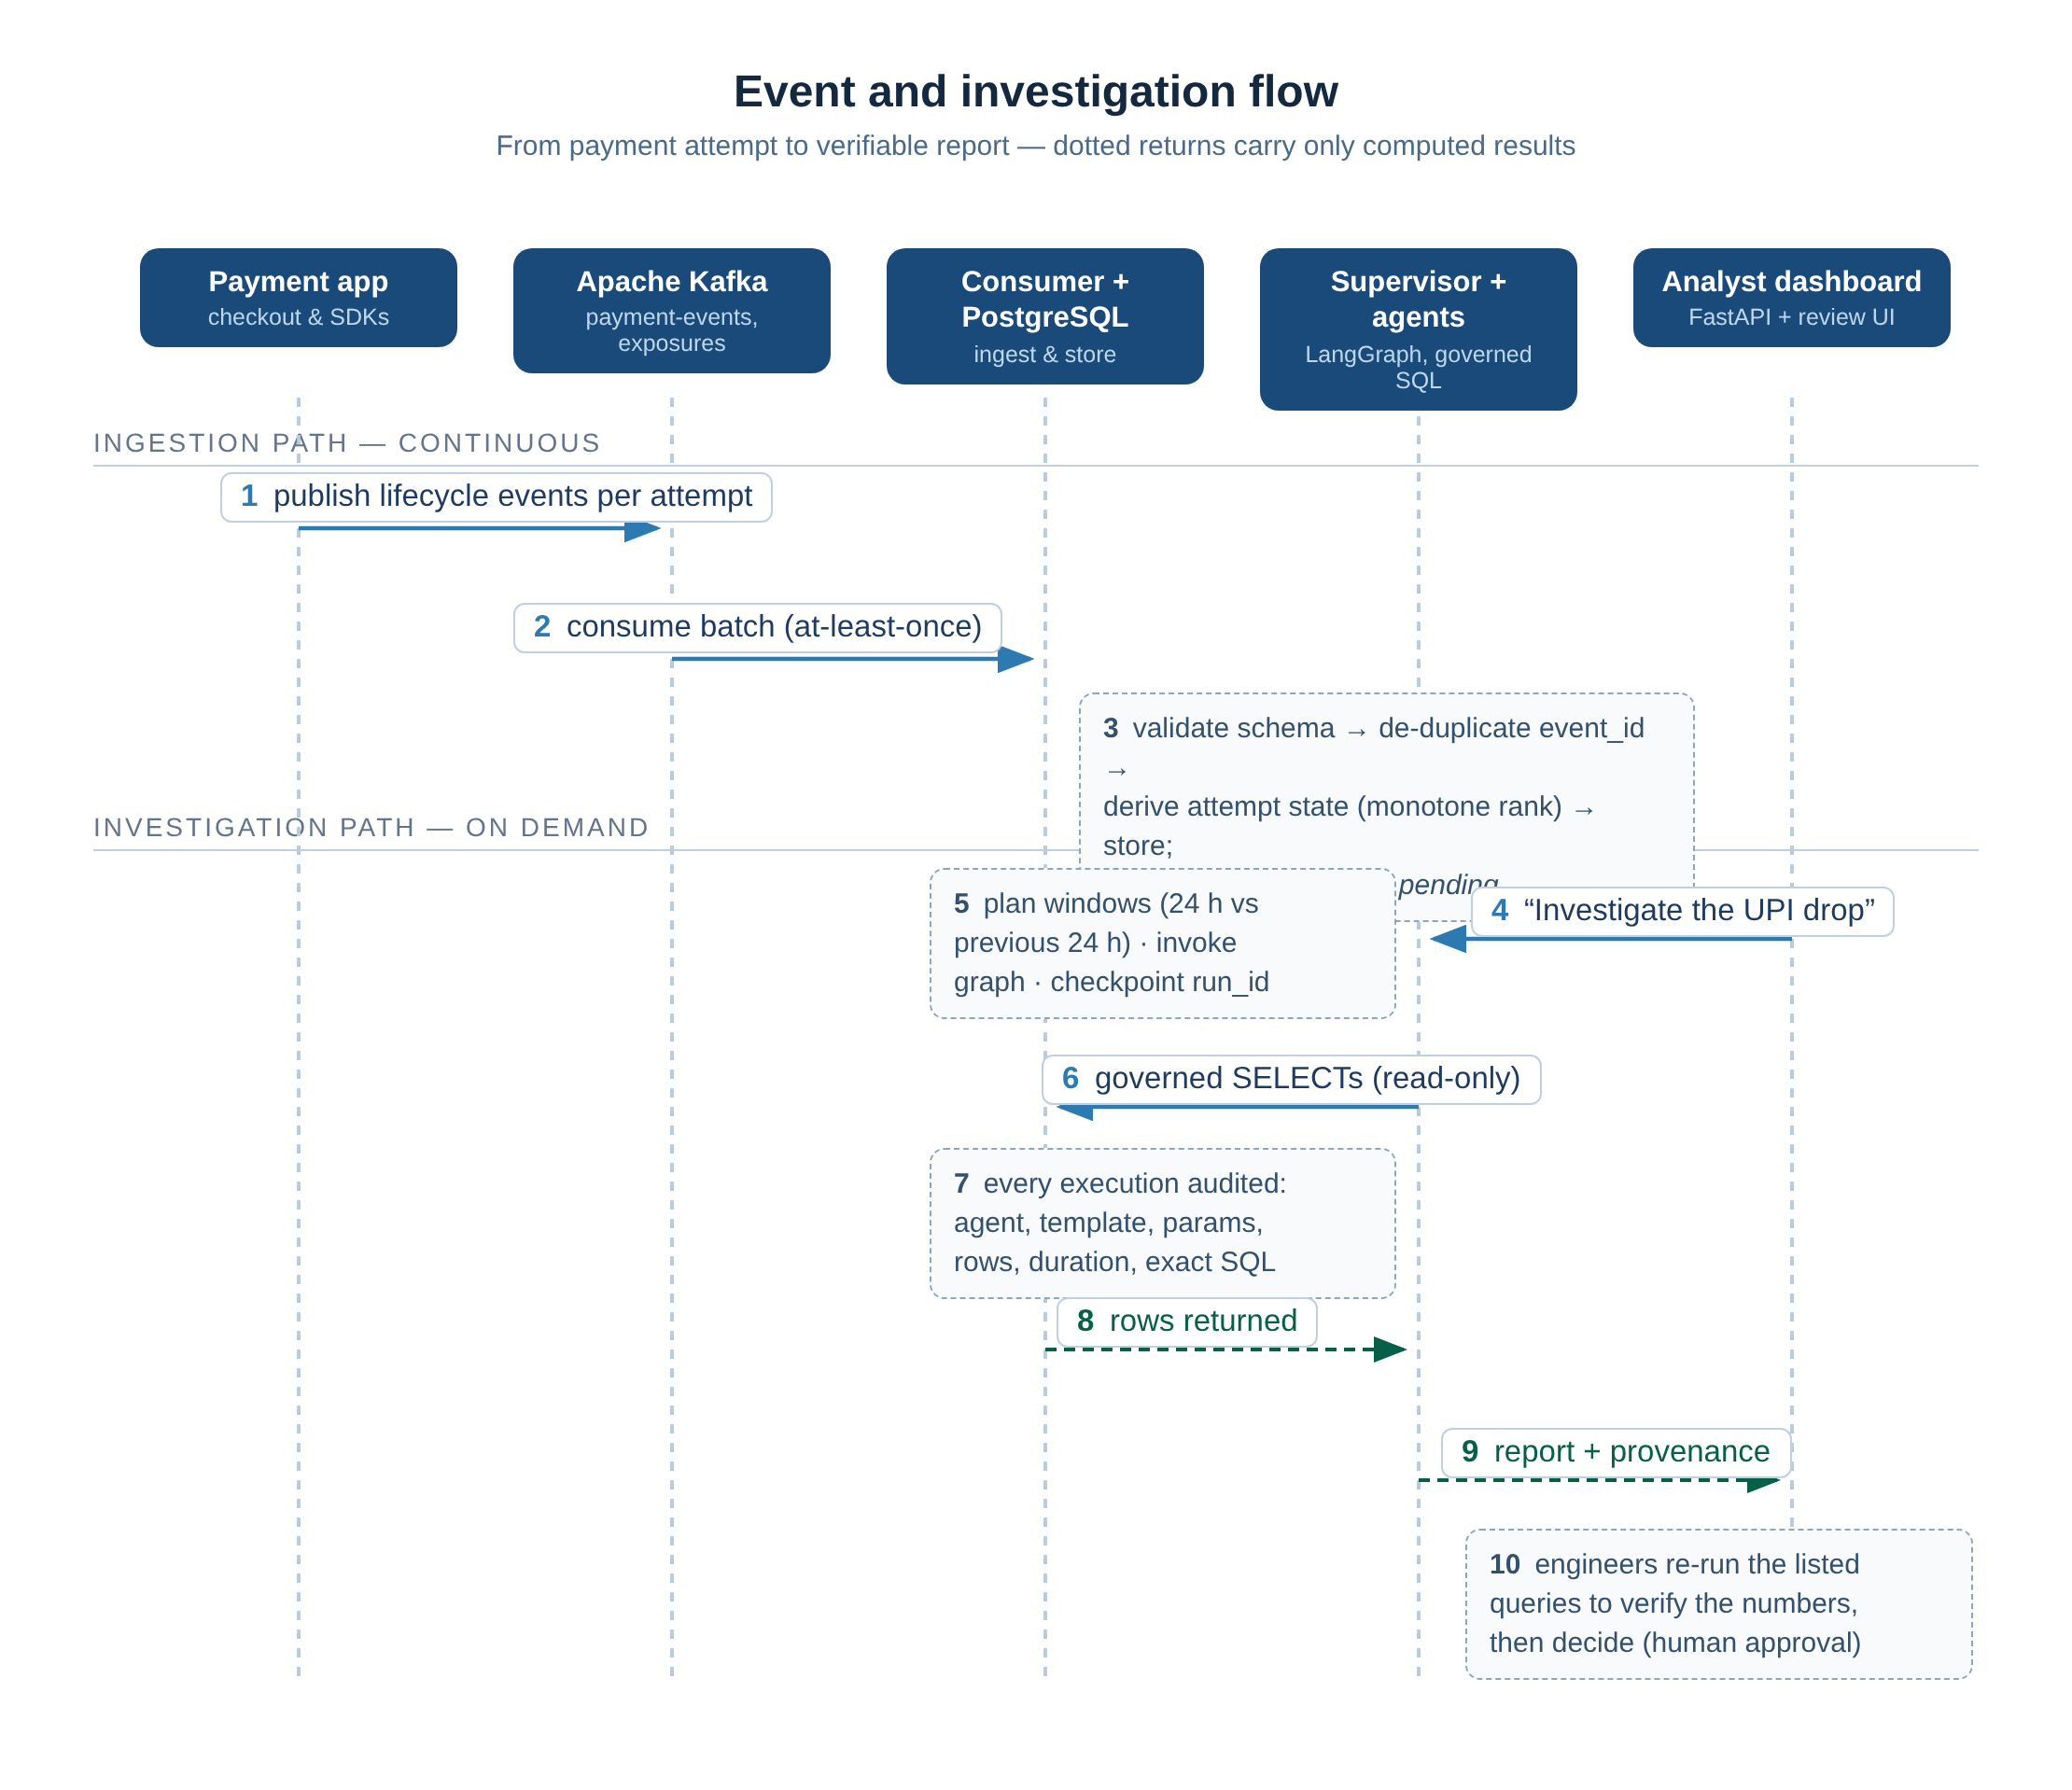 Event and investigation flow
From payment attempt to verifiable report — dotted returns carry only computed results
Payment app
checkout & SDKs
Apache Kafka
payment-events,
exposures
Consumer +
PostgreSQL
ingest & store
Supervisor +
agents
LangGraph, governed
SQL
Analyst dashboard
FastAPI + review UI
INGESTION PATH — CONTINUOUS
1 publish lifecycle events per attempt
2 consume batch (at-least-once)
3 validate schema → de-duplicate event_id
→
derive attempt state (monotone rank) →
store;
pending
INVESTIGATION PATH — ON DEMAND
4 “Investigate the UPI drop”
5 plan windows (24 h vs
previous 24 h) · invoke
graph · checkpoint run_id
6 governed SELECTs (read-only)
7 every execution audited:
agent, template, params,
rows, duration, exact SQL
8 rows returned
9 report + provenance
10 engineers re-run the listed
queries to verify the numbers,
then decide (human approval)